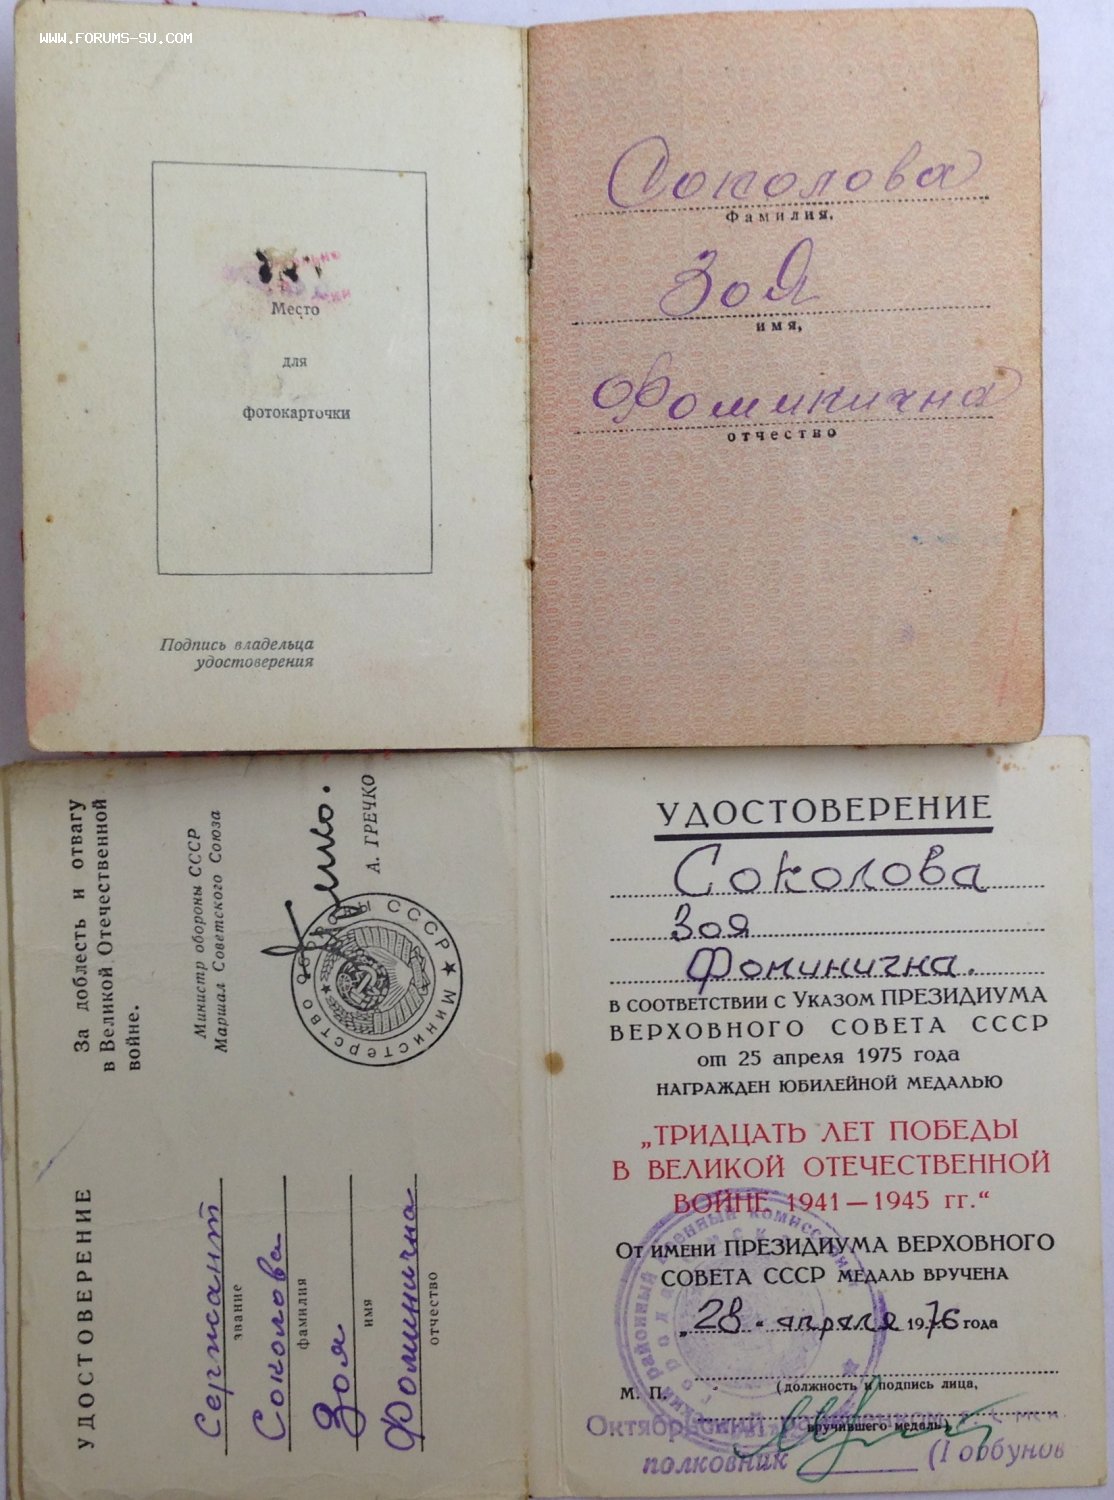 WWW.FORUMS-SU.COM
Место
для
фотокарточки
Подпись владельца
удостоверения
Соколова
Фамилия,
Зоя
имя,
Фоминична
отчество
За доблесть и отвагу
в Великой Отечественной
войне.
Министр обороны СССР
Маршал Советского Союза
А. ГРЕЧКО
МИНИСТЕРСТВО ОБОРОНЫ СССР
УДОСТОВЕРЕНИЕ
Сержант
звание
Соколова
фамилия
Зоя
имя
Фоминична
отчество
УДОСТОВЕРЕНИЕ
Соколова
Зоя
Фоминична.
В СООТВЕТСТВИИ С УКАЗОМ ПРЕЗИДИУМА
ВЕРХОВНОГО СОВЕТА СССР
от 25 апреля 1975 года
НАГРАЖДЕН ЮБИЛЕЙНОЙ МЕДАЛЬЮ
„ТРИДЦАТЬ ЛЕТ ПОБЕДЫ
В ВЕЛИКОЙ ОТЕЧЕСТВЕННОЙ
ВОЙНЕ 1941 — 1945 гг.“
ОТ ИМЕНИ ПРЕЗИДИУМА ВЕРХОВНОГО
СОВЕТА СССР МЕДАЛЬ ВРУЧЕНА
„28" апреля 1976 года
М. П.
(должность и подпись лица,
вручившего медаль)
Октябрьский
полковник